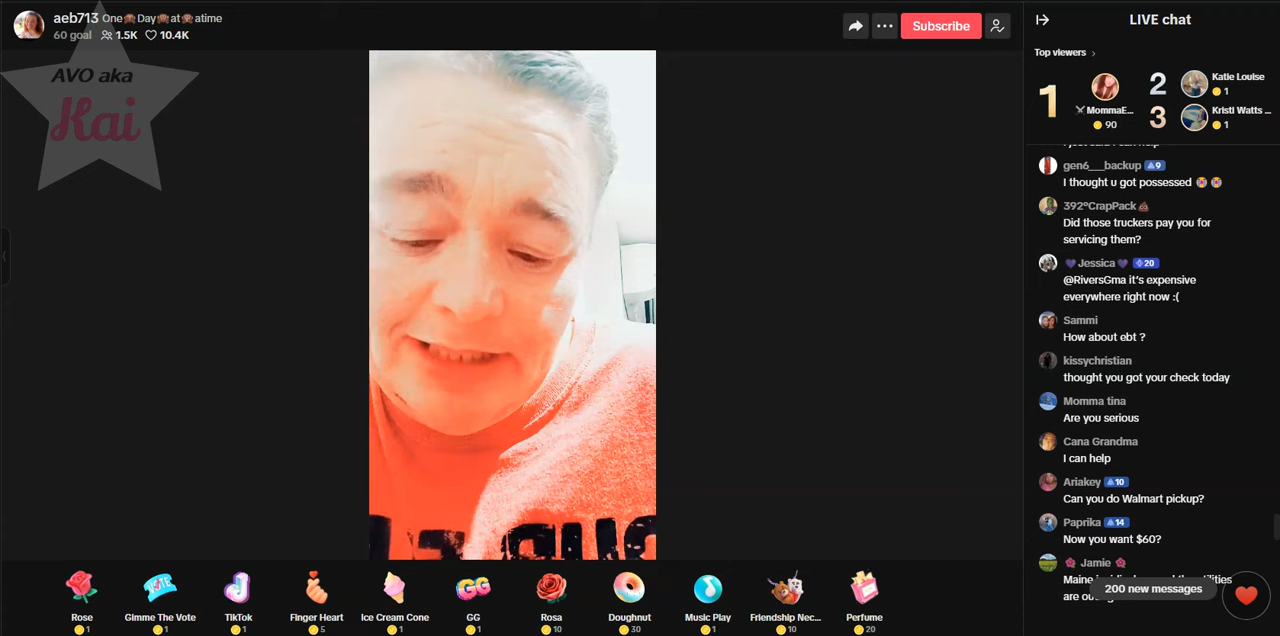 aeb713 One🙈Day🙈at🙈atime
60 goal 1.5K 10.4K
Subscribe
LIVE chat
AVO aka
Kai
Top viewers
1
MommaE...
90
2
Katie Louise
1
3
Kristi Watts ...
1
gen6___backup 9
I thought u got possessed 😭 😭
392°CrapPack💩
Did those truckers pay you for
servicing them?
💜Jessica💜 20
@RiversGma it's expensive
everywhere right now :(
Sammi
How about ebt ?
kissychristian
thought you got your check today
Momma tina
Are you serious
Cana Grandma
I can help
Ariakey 10
Can you do Walmart pickup?
Paprika 14
Now you want $60?
🌺 Jamie 🌺
Maine
are
200 new messages
Rose
1
GImme The Vote
1
TikTok
1
Finger Heart
5
Ice Cream Cone
1
GG
1
Rosa
10
Doughnut
30
Music Play
1
Friendship Nec...
10
Perfume
20